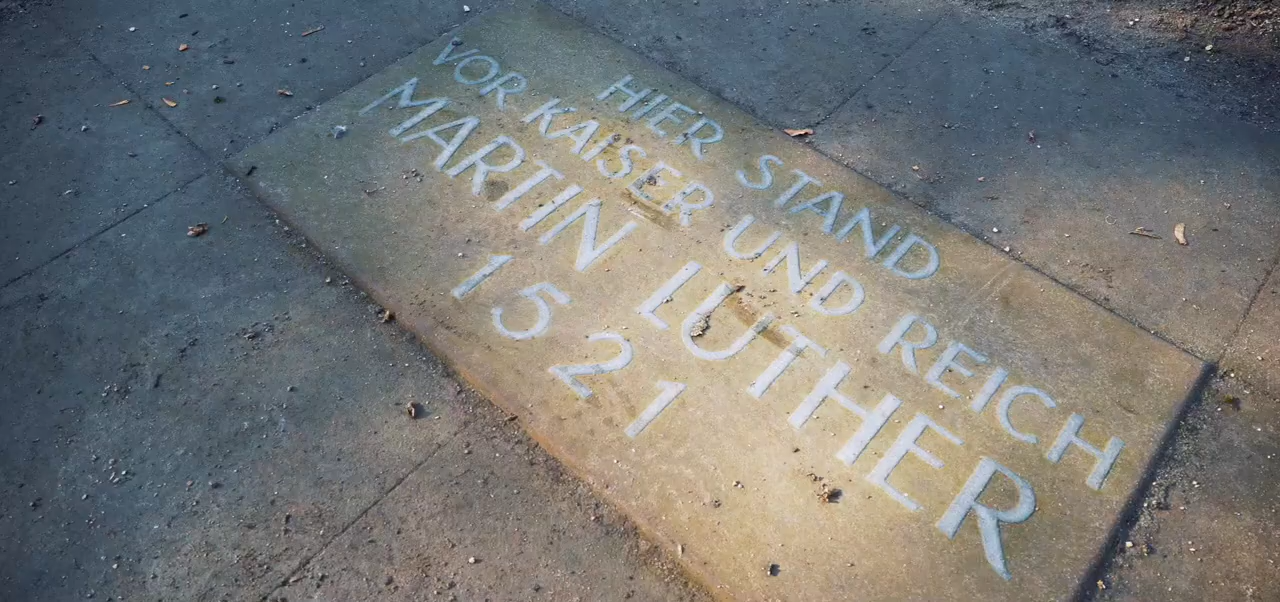 HIER STAND
VOR KAISER UND REICH
MARTIN LUTHER
1521